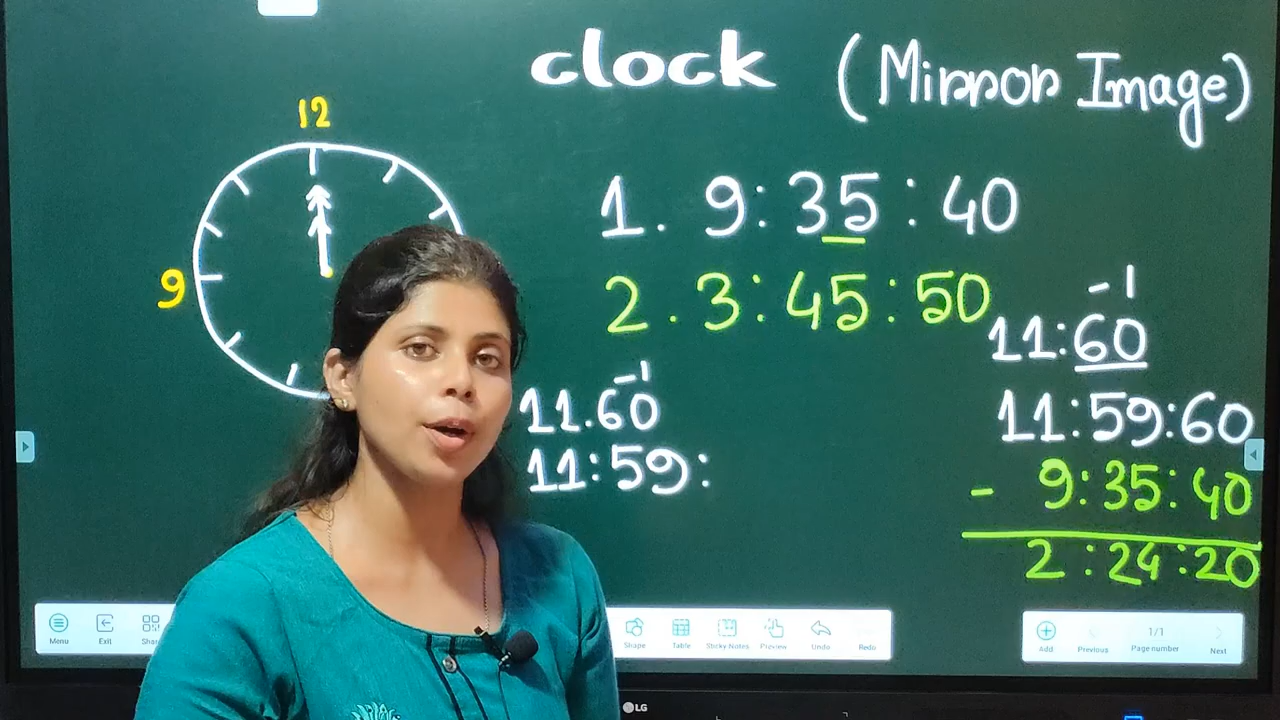 clock (Mirror Image)
12
9
1. 9:35:40
2. 3:45:50
-1
11.60
11:59:
-1
11:60
11:59:60
- 9:35:40
2:24:20
Menu
Exit
Shape
Table
Sticky Notes
Preview
Undo
Redo
Add
Previous
1/1
Page number
Next
LG